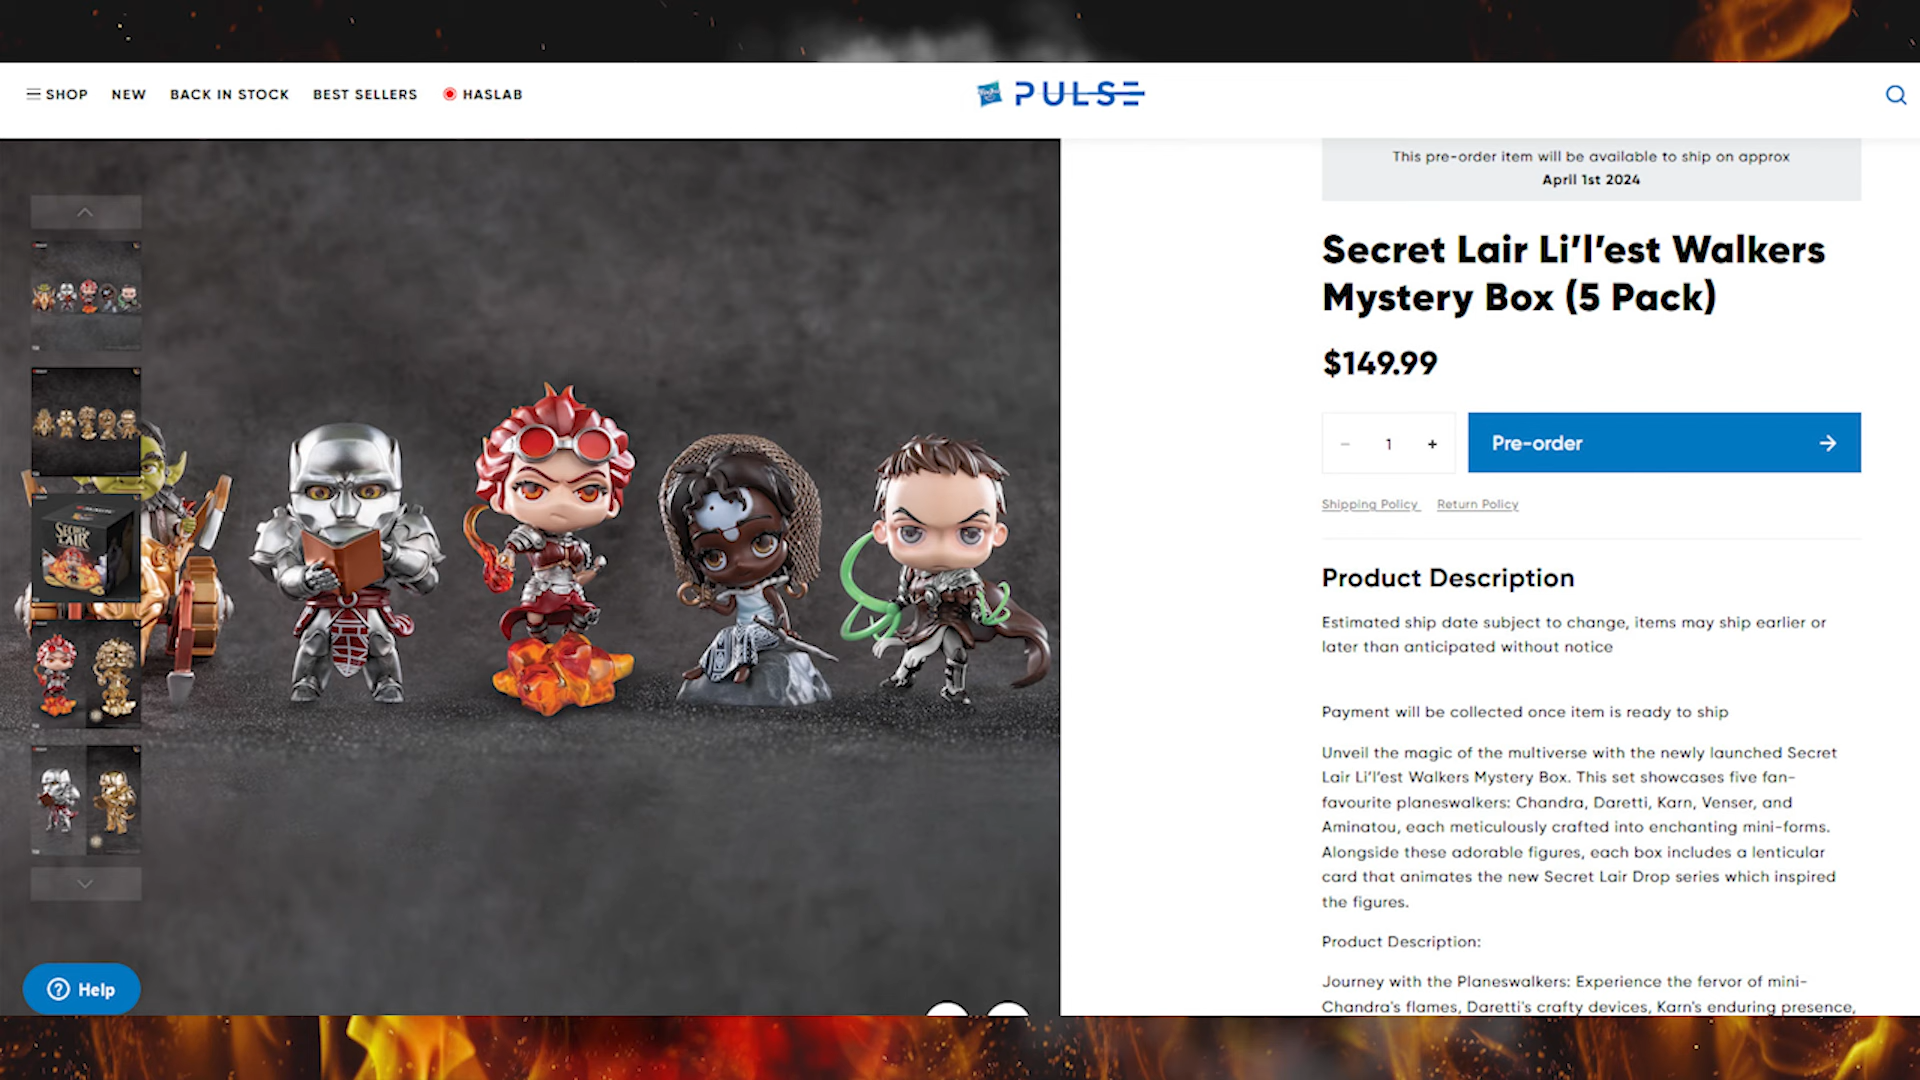 SHOP NEW BACK IN STOCK BEST SELLERS HASLAB
PULSE
This pre-order item will be available to ship on approx
April 1st 2024
Secret Lair Li’l’est Walkers
Mystery Box (5 Pack)
$149.99
− 1 +
Pre-order
Shipping Policy Return Policy
Product Description
Estimated ship date subject to change, items may ship earlier or
later than anticipated without notice
Payment will be collected once item is ready to ship
Unveil the magic of the multiverse with the newly launched Secret
Lair Li’l’est Walkers Mystery Box. This set showcases five fan-
favourite planeswalkers: Chandra, Daretti, Karn, Venser, and
Aminatou, each meticulously crafted into enchanting mini-forms.
Alongside these adorable figures, each box includes a lenticular
card that animates the new Secret Lair Drop series which inspired
the figures.
Product Description:
Journey with the Planeswalkers: Experience the fervor of mini-
Chandra's flames, Daretti's crafty devices, Karn's enduring presence,
SECRET
LAIR
Help